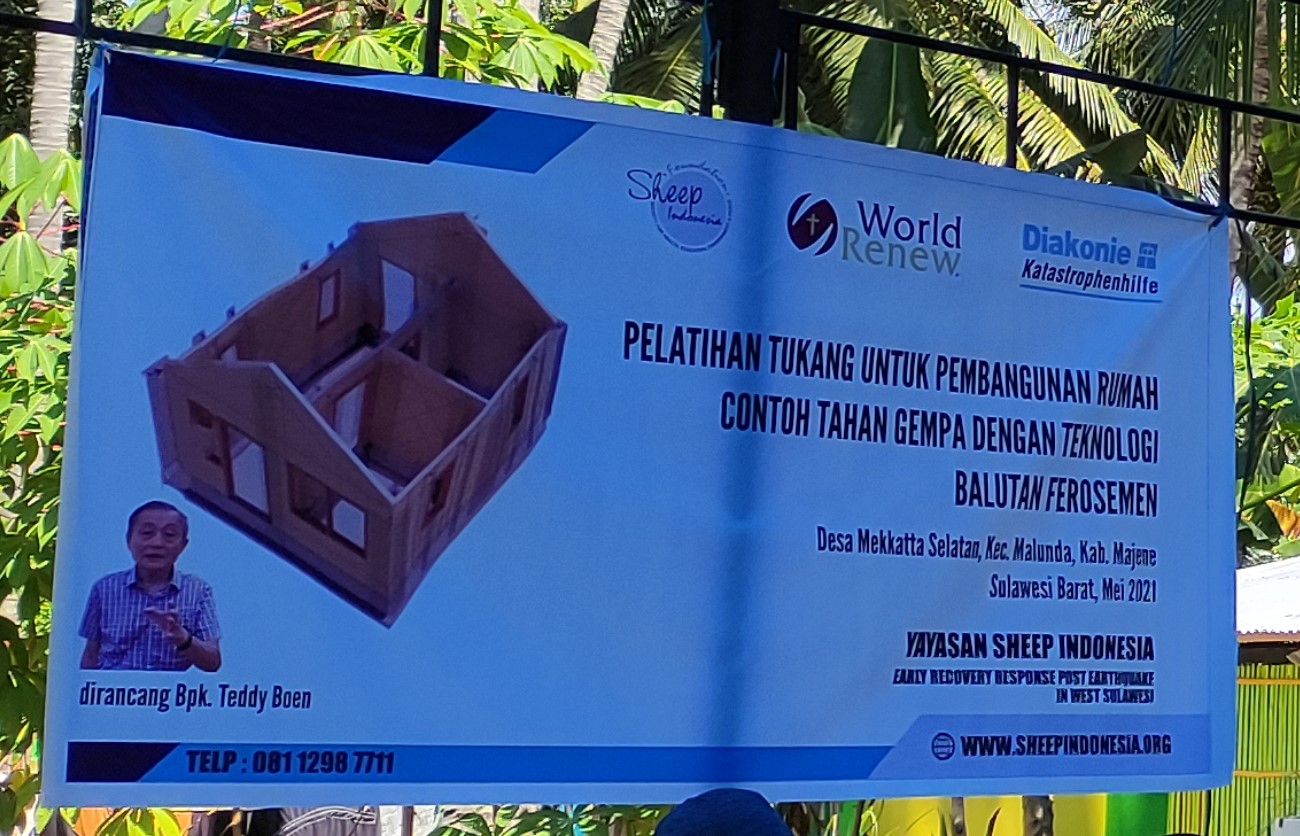 Foundation
Sheep
Indonesia
World
Renew
Diakonie
Katastrophenhilfe
PELATIHAN TUKANG UNTUK PEMBANGUNAN RUMAH
CONTOH TAHAN GEMPA DENGAN TEKNOLOGI
BALUTAN FEROSEMEN
Desa Mekkatta Selatan, Kec. Malunda, Kab. Majene
Sulawesi Barat, Mei 2021
YAYASAN SHEEP INDONESIA
EARLY RECOVERY RESPONSE POST EARTHQUAKE
IN WEST SULAWESI
dirancang Bpk. Teddy Boen
TELP : 081 1298 7711
WWW.SHEEPINDONESIA.ORG